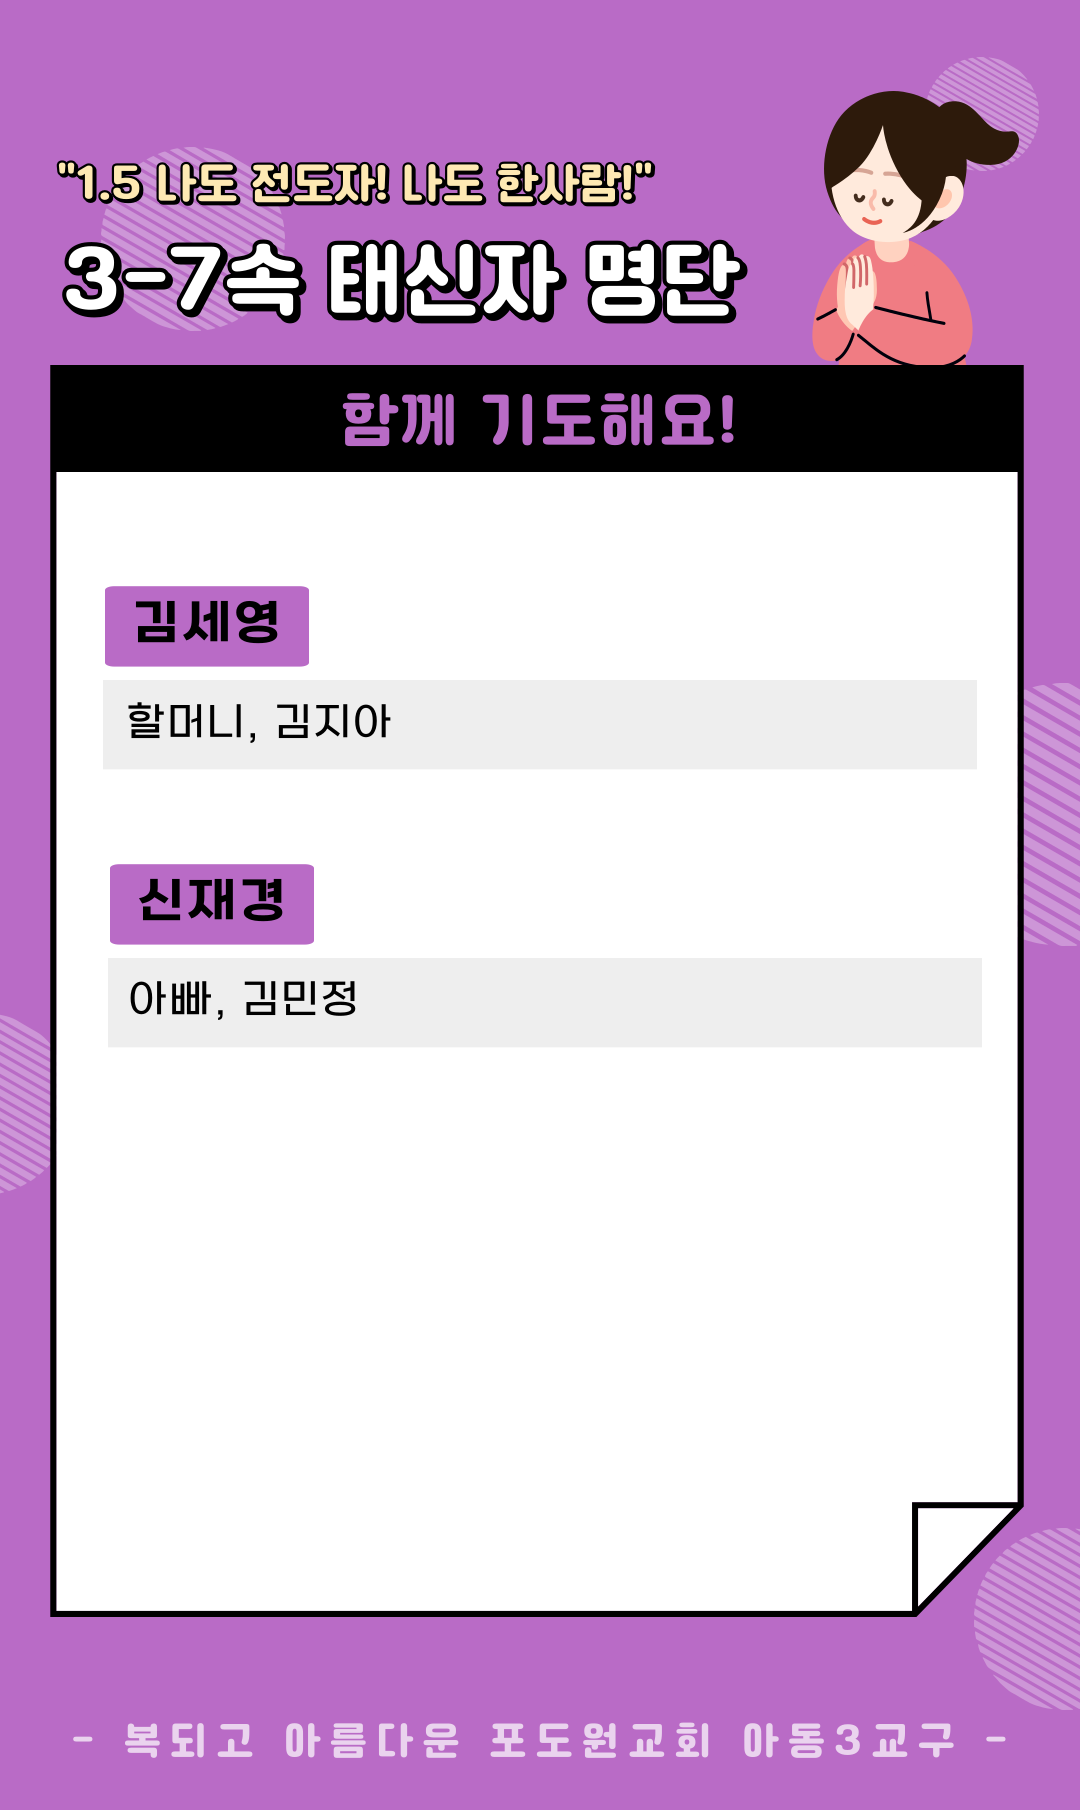 "1.5 나도 전도자! 나도 한사람!"
3-7속 태신자 명단
함께 기도해요!
김세영
할머니, 김지아
신재경
아빠, 김민정
- 복되고 아름다운 포도원교회 아동3교구 -